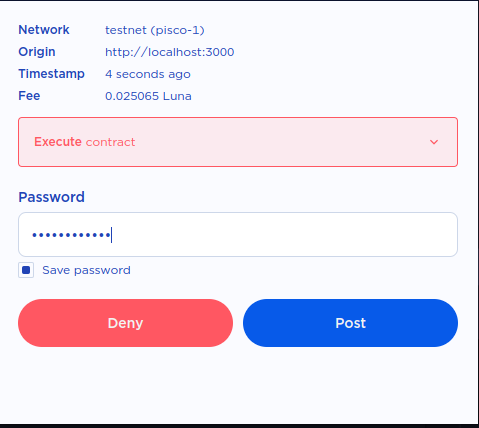 Network testnet (pisco-1)
Origin http://localhost:3000
Timestamp 4 seconds ago
Fee 0.025065 Luna
Execute contract
Password
••••••••••••
Save password
Deny Post